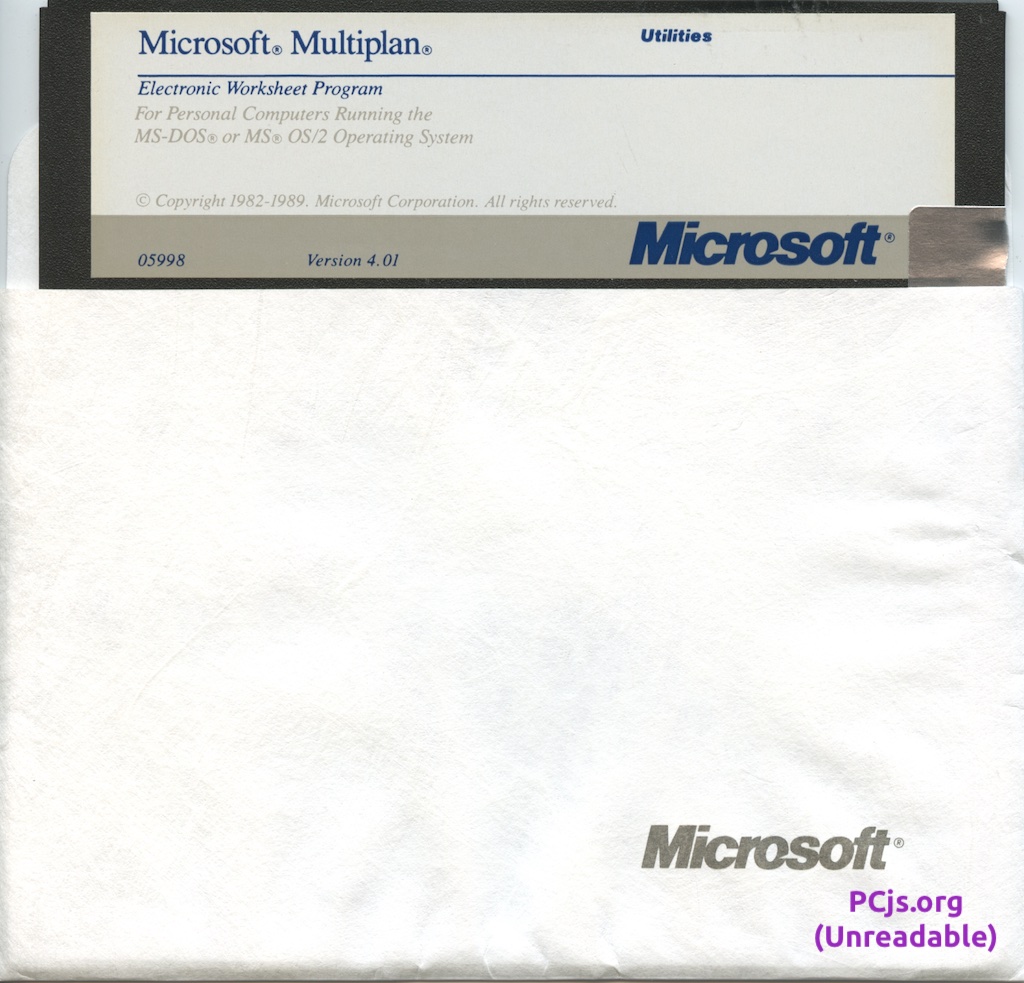 Microsoft® Multiplan®
Utilities
Electronic Worksheet Program
For Personal Computers Running the
MS-DOS® or MS® OS/2 Operating System
© Copyright 1982-1989. Microsoft Corporation. All rights reserved.
05998 Version 4.01 Microsoft®
Microsoft®
PCjs.org
(Unreadable)